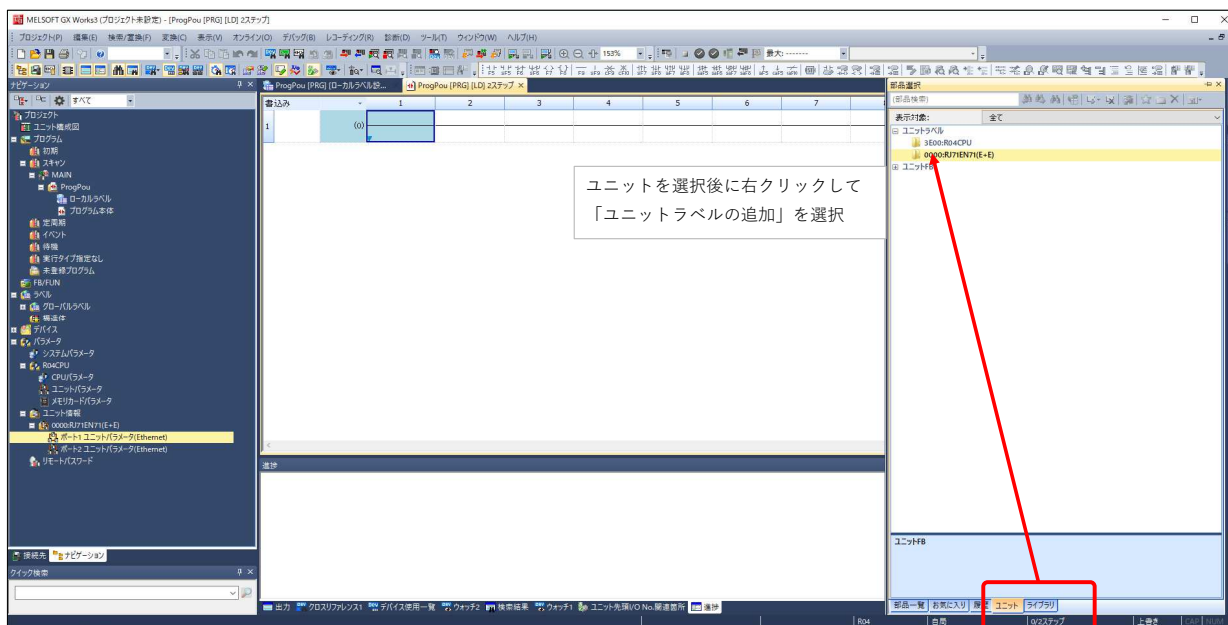 MELSOFT GX Works3 (プロジェクト未設定) - [ProgPou [PRG] [LD] 2ステップ]
プロジェクト(P) 編集(E) 検索/置換(F) 変換(C) 表示(V) オンライン(O) デバッグ(B) レコーディング(R) 診断(D) ツール(T) ウィンドウ(W) ヘルプ(H)
153%
最大: --------
ナビゲーション
すべて
プロジェクト
ユニット構成図
プログラム
初期
スキャン
MAIN
ProgPou
ローカルラベル
プログラム本体
定周期
イベント
待機
実行タイプ指定なし
未登録プログラム
FB/FUN
ラベル
グローバルラベル
構造体
デバイス
パラメータ
システムパラメータ
R04CPU
CPUパラメータ
ユニットパラメータ
メモリカードパラメータ
ユニット情報
0000:RJ71EN71(E+E)
ポート1 ユニットパラメータ(Ethernet)
ポート2 ユニットパラメータ(Ethernet)
リモートパスワード
接続先 ナビゲーション
クイック検索
ProgPou [PRG] [ローカルラベル設...
ProgPou [PRG] [LD] 2ステップ
書込み 1 2 3 4 5 6 7
1 (0)
ユニットを選択後に右クリックして
「ユニットラベルの追加」を選択
進捗
出力 クロスリファレンス1 デバイス使用一覧 ウォッチ2 検索結果 ウォッチ1 ユニット先頭I/O No.関連箇所 進捗
部品選択
(部品検索)
表示対象: 全て
ユニットラベル
3E00:R04CPU
0000:RJ71EN71(E+E)
ユニットFB
ユニットFB
部品一覧 お気に入り 履歴 ユニット ライブラリ
R04 自局 0/2ステップ 上書き CAP NUM